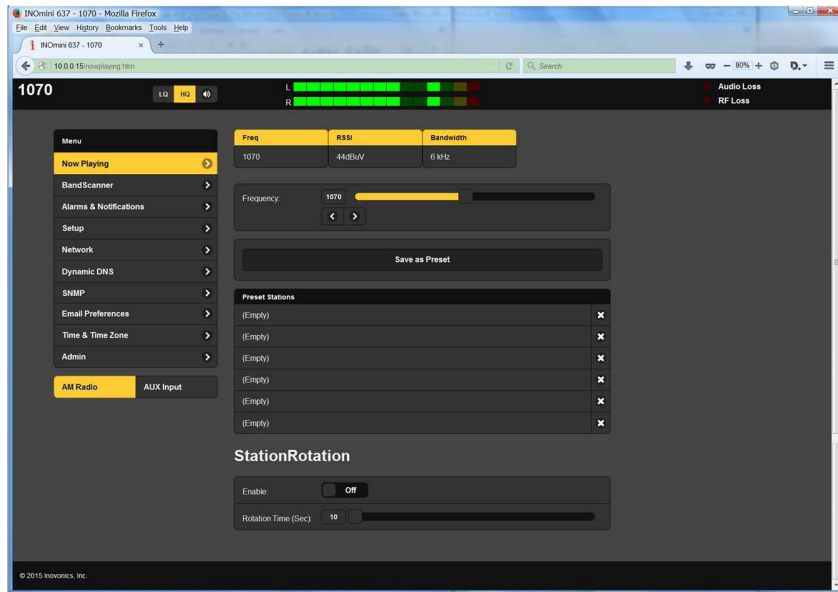 INOmini 637 - 1070 - Mozilla Firefox
File Edit View History Bookmarks Tools Help
INOmini 637 - 1070 × +
10.0.0.15/nowplaying.htm Search 80% D.
1070 LQ HQ L Audio Loss
R RF Loss
Menu
Now Playing
BandScanner
Alarms & Notifications
Setup
Network
Dynamic DNS
SNMP
Email Preferences
Time & Time Zone
Admin
AM Radio AUX Input
Freq RSSI Bandwidth
1070 44dBuV 6 kHz
Frequency: 1070
Save as Preset
Preset Stations
(Empty)
(Empty)
(Empty)
(Empty)
(Empty)
(Empty)
StationRotation
Enable: Off
Rotation Time (Sec): 10
© 2015 Inovonics, Inc.